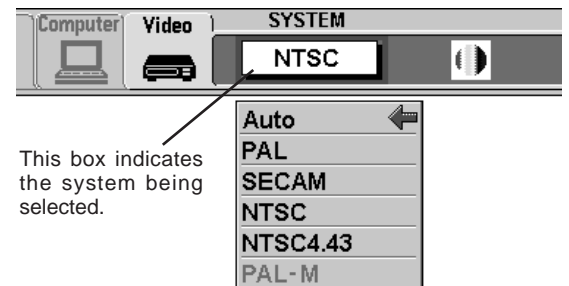 Computer Video SYSTEM
NTSC
Auto
PAL
SECAM
NTSC
NTSC4.43
PAL-M
This box indicates
the system being
selected.